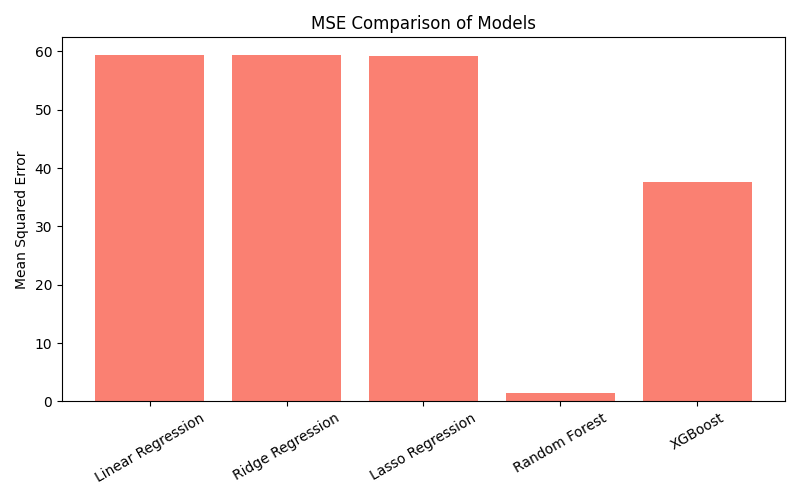 MSE Comparison of Models
Mean Squared Error
60
50
40
30
20
10
0
Linear Regression
Ridge Regression
Lasso Regression
Random Forest
XGBoost